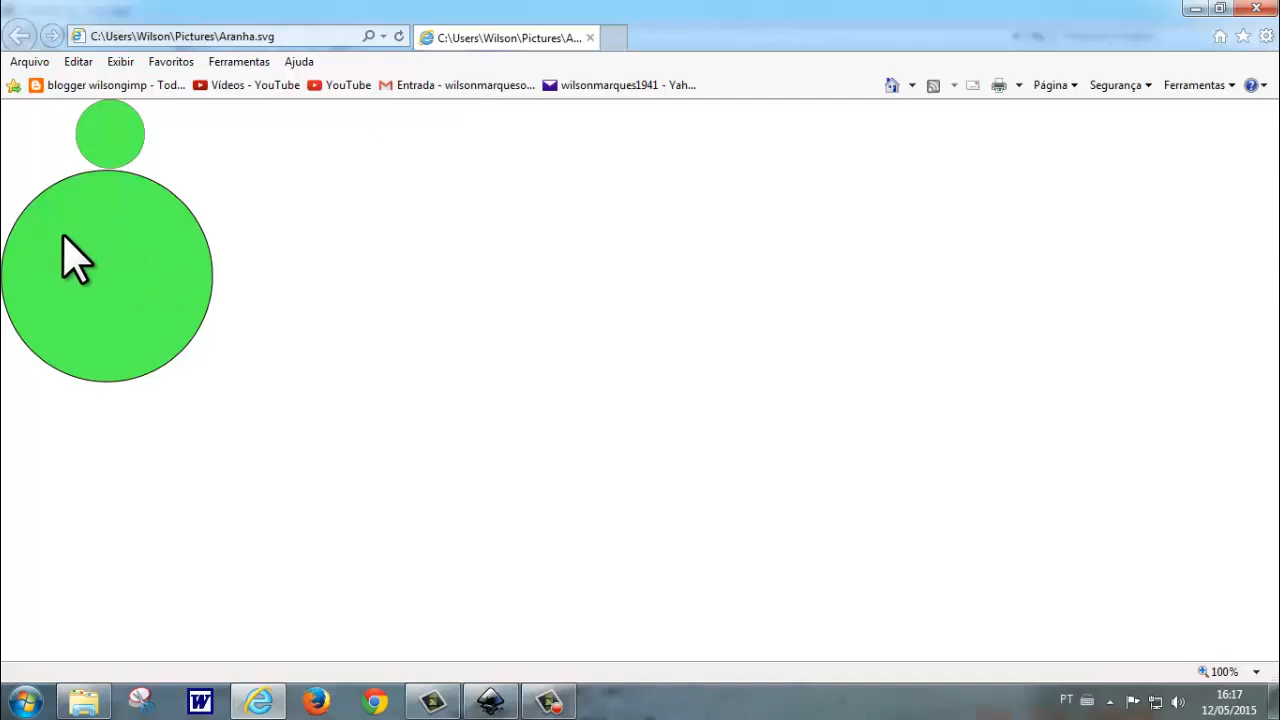 C:\Users\Wilson\Pictures\Aranha.svg
C:\Users\Wilson\Pictures\A...
Arquivo Editar Exibir Favoritos Ferramentas Ajuda
blogger wilsongimp - Tod... Vídeos - YouTube YouTube Entrada - wilsonmarqueso... wilsonmarques1941 - Yah... Página Segurança Ferramentas
100%
W PT 16:17
12/05/2015